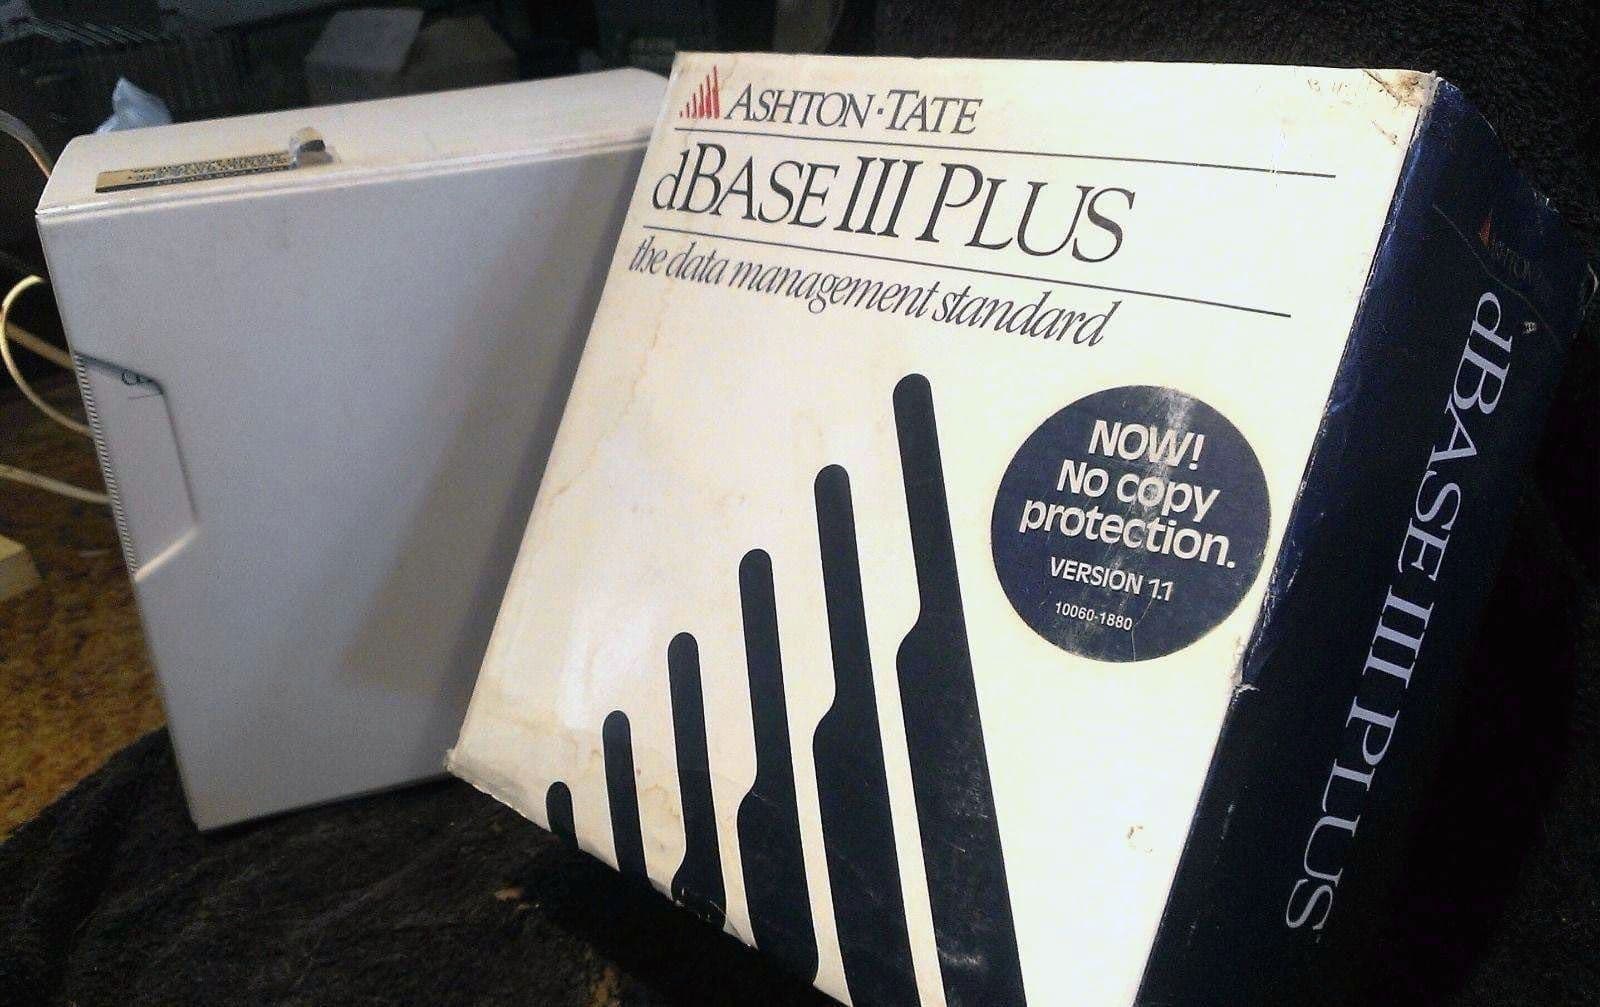 ASHTON·TATE
dBASE III PLUS
the data management standard
NOW!
No copy
protection.
VERSION 1.1
10060-1880
ASHTON
dBASE III PLUS